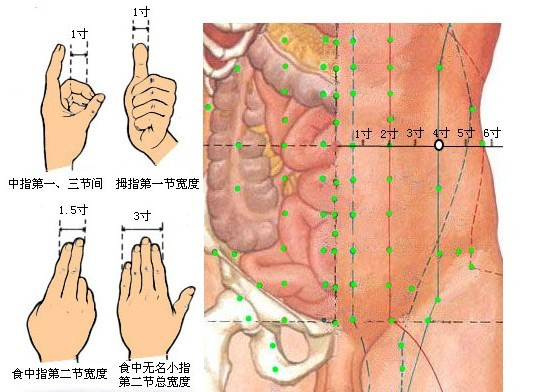 1寸
1寸
中指第一、三节间
拇指第一节宽度
1.5寸
3寸
食中指第二节宽度
食中无名小指
第二节总宽度
1寸 2寸 3寸 4寸 5寸 6寸